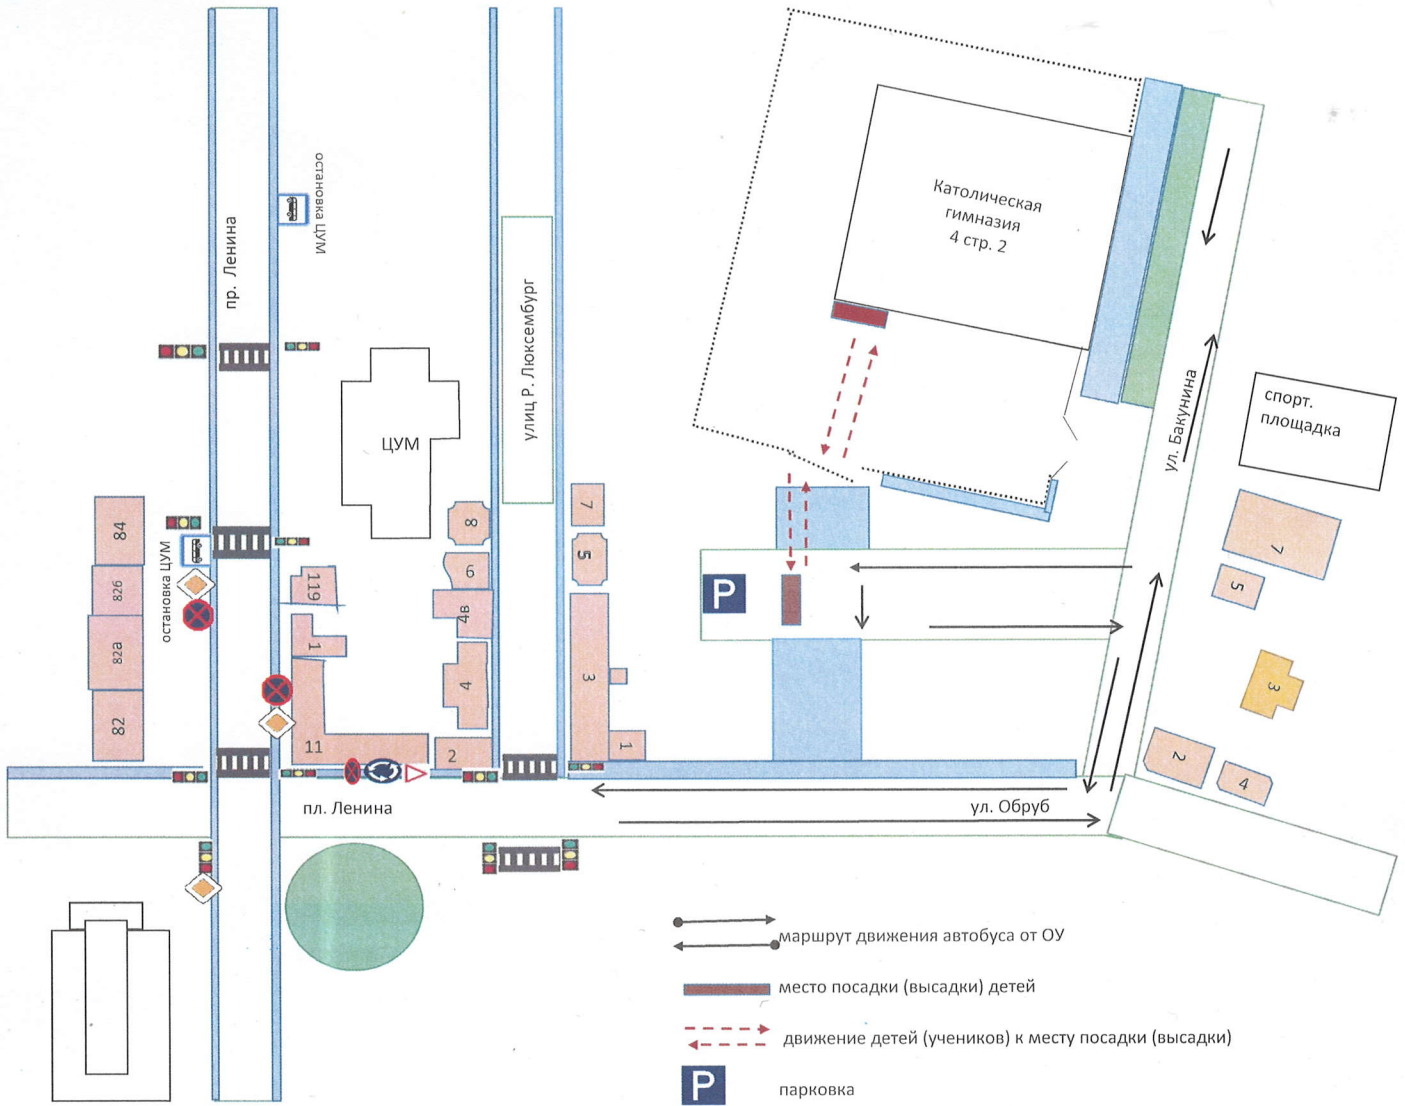 остановка ЦУМ
пр. Ленина
улиц Р. Люксембург
Католическая
гимназия
4 стр. 2
ул. Бакунина
спорт.
площадка
ЦУМ
84
82б
82а
82
остановка ЦУМ
119
1
11
8
6
4в
4
2
7
5
3
1
P
7
5
3
2
4
пл. Ленина
ул. Обруб
маршрут движения автобуса от ОУ
место посадки (высадки) детей
движение детей (учеников) к месту посадки (высадки)
P
парковка